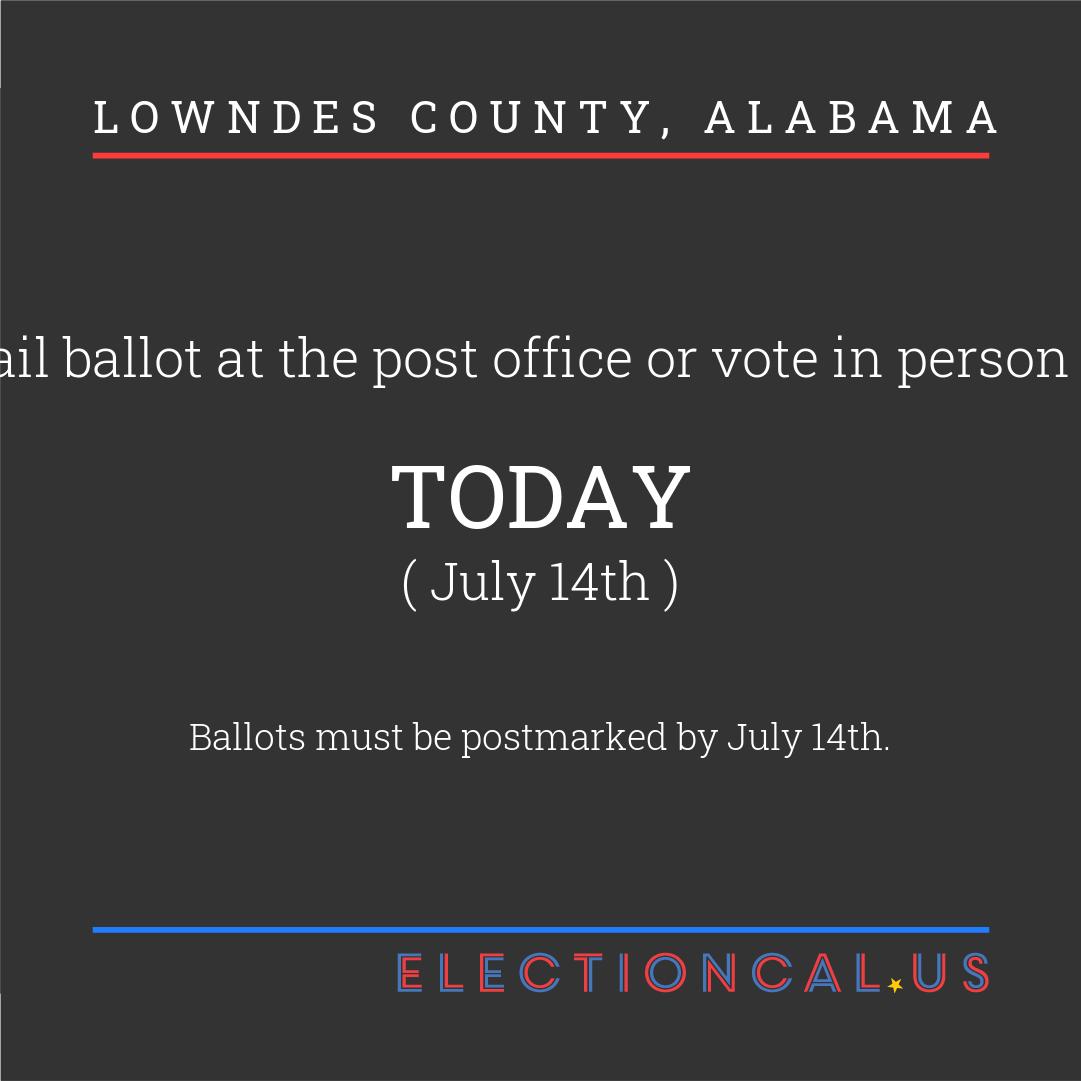 LOWNDES COUNTY, ALABAMA
ail ballot at the post office or vote in person
TODAY
( July 14th )
Ballots must be postmarked by July 14th.
ELECTIONCAL.US